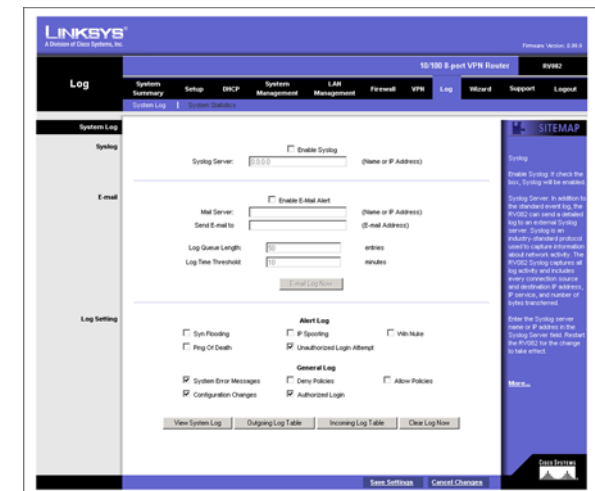 LINKSYS®
A Division of Cisco Systems, Inc.
Firmware Version:
10/100 8-port VPN Router RV082
Log
System Summary Setup DHCP System Management LAN Management Firewall VPN Log Wizard Support Logout
System Log | System Statistics
System Log
SITEMAP
Syslog
Enable Syslog
Syslog Server: 0.0.0.0 (Name or IP Address)
E-mail
Enable E-Mail Alert
Mail Server: (Name or IP Address)
Send E-mail to (E-mail Address)
Log Queue Length: 50 entries
Log Time Threshold: 10 minutes
E-mail Log Now
Log Setting
Alert Log
Syn Flooding IP Spoofing Win Nuke
Ping Of Death Unauthorized Login Attempt
General Log
System Error Messages Deny Policies Allow Policies
Configuration Changes Authorized Login
View System Log Outgoing Log Table Incoming Log Table Clear Log Now
Syslog
Enable Syslog: If check the
box, Syslog will be enabled.
Syslog Server: In addition to
the standard event log, the
RV082 can send a detailed
log to an external Syslog
server. Syslog is an
industry-standard protocol
used to capture information
about network activity. The
RV082 Syslog captures all
log activity and includes
every connection source
and destination IP address,
IP service, and number of
bytes transferred.
Enter the Syslog server
name or IP addres in the
Syslog Server field. Restart
the RV082 for the change
to take effect.
More...
Save Settings Cancel Changes
CISCO SYSTEMS